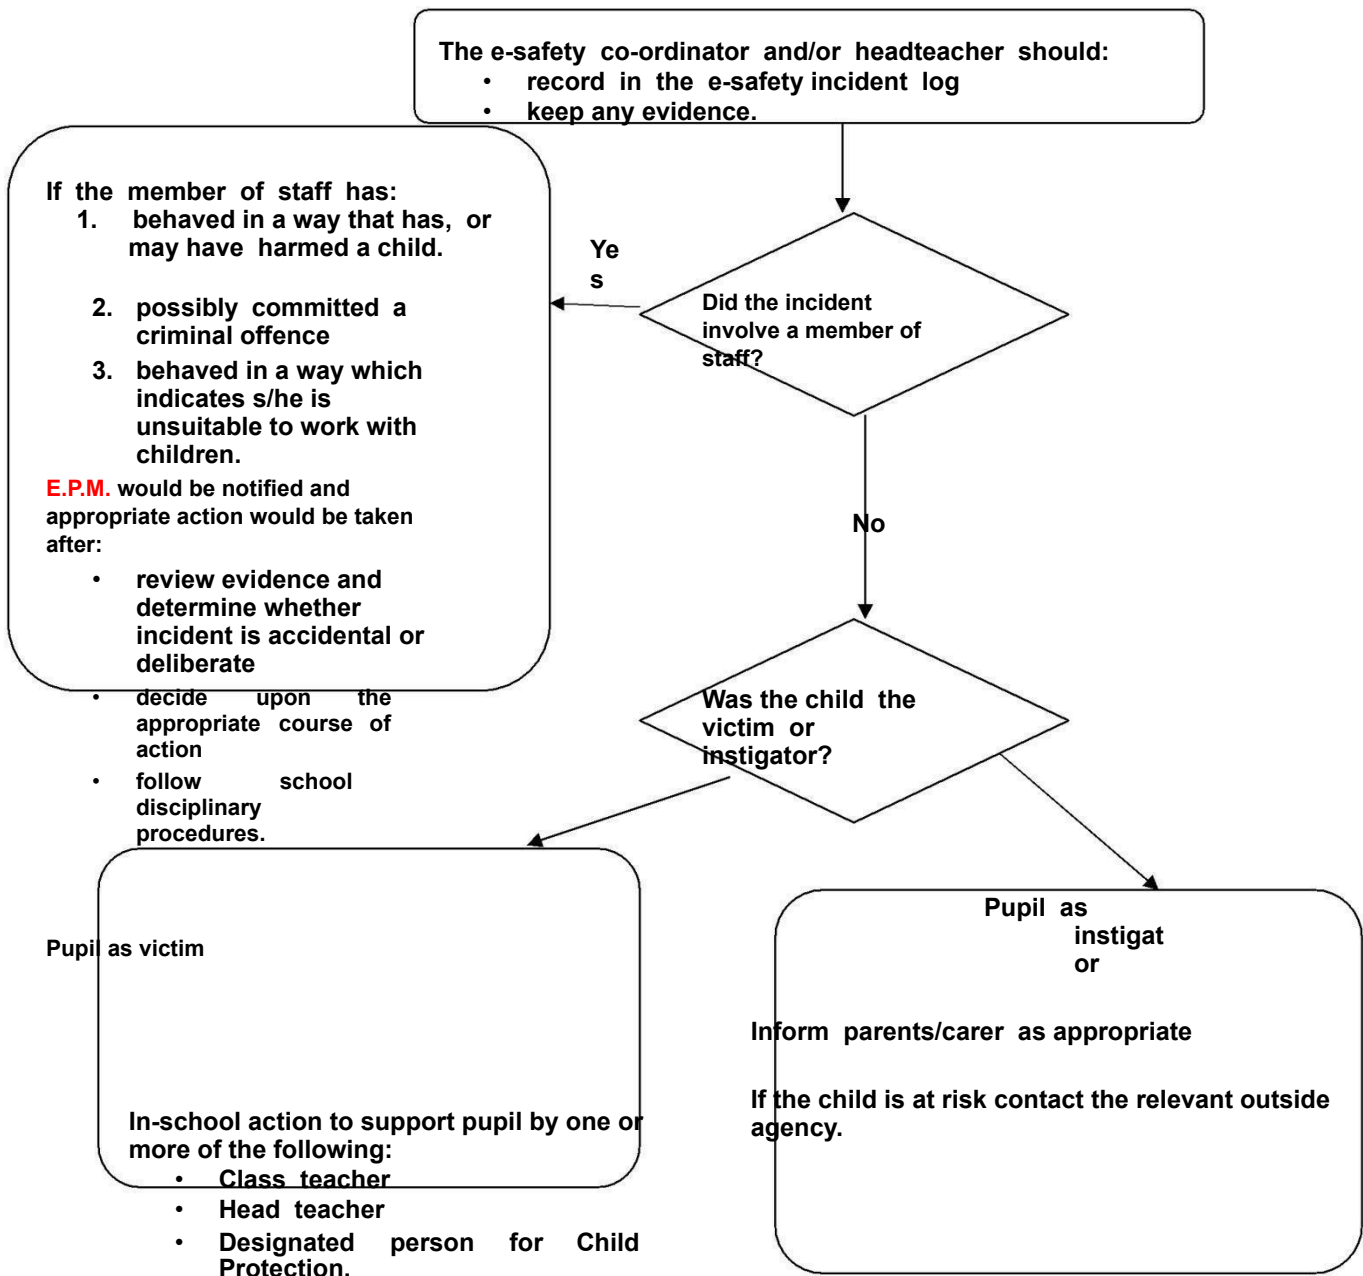 The e-safety co-ordinator and/or headteacher should:
• record in the e-safety incident log
• keep any evidence.
If the member of staff has:
1. behaved in a way that has, or
may have harmed a child.
2. possibly committed a
criminal offence
3. behaved in a way which
indicates s/he is
unsuitable to work with
children.
E.P.M. would be notified and
appropriate action would be taken
after:
• review evidence and
determine whether
incident is accidental or
deliberate
• decide upon the
appropriate course of
action
• follow school
disciplinary
procedures.
Ye
s
Did the incident
involve a member of
staff?
No
Was the child the
victim or
instigator?
Pupil as victim
In-school action to support pupil by one or
more of the following:
• Class teacher
• Head teacher
• Designated person for Child
Protection.
Pupil as
instigat
or
Inform parents/carer as appropriate
If the child is at risk contact the relevant outside
agency.